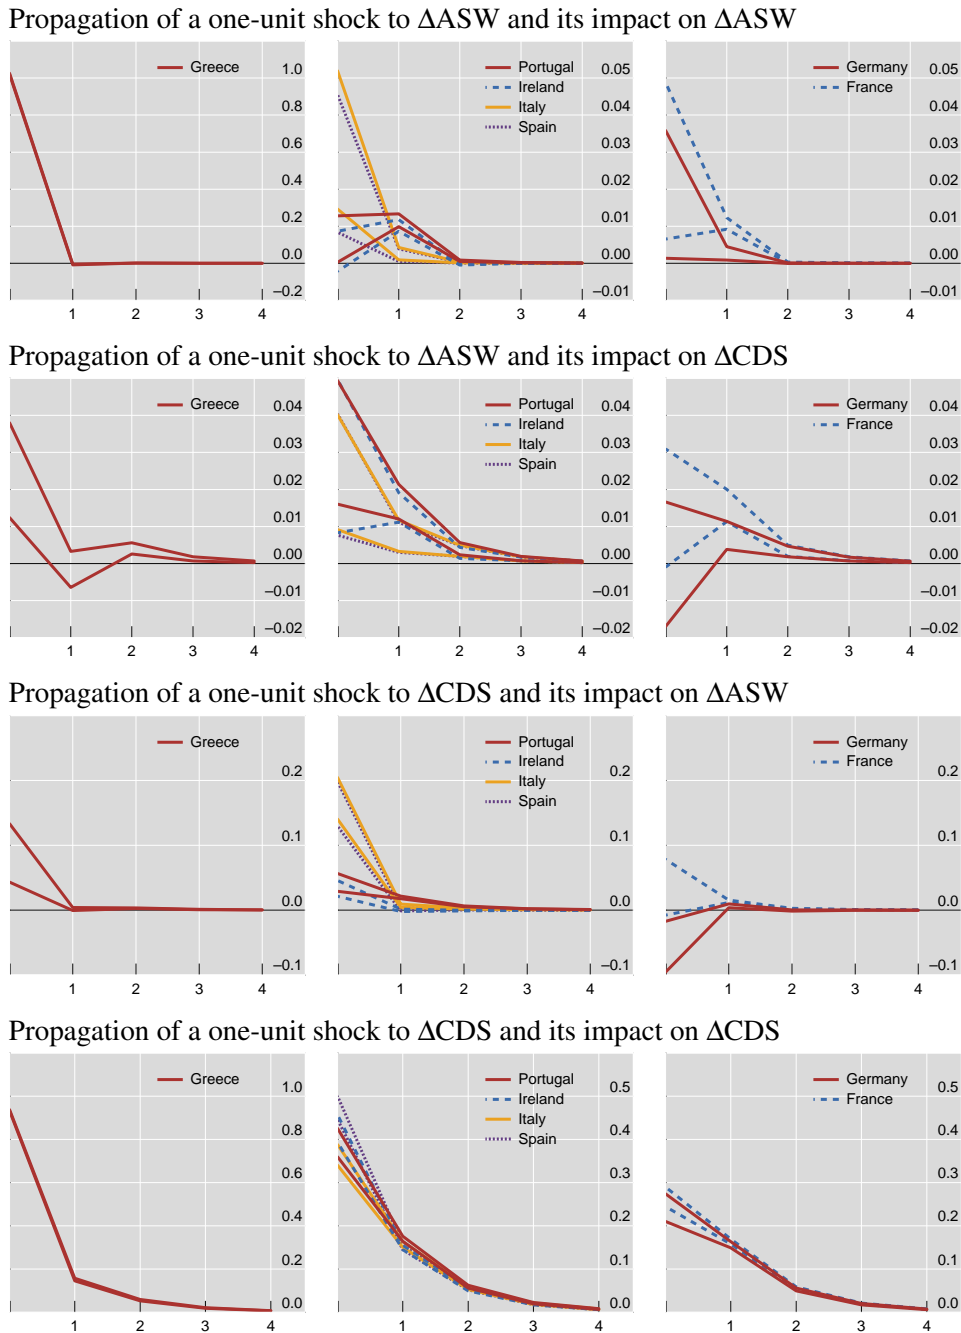 Propagation of a one-unit shock to ΔASW and its impact on ΔASW
Greece
1.0
0.8
0.6
0.4
0.2
0.0
–0.2
1 2 3 4
Portugal
Ireland
Italy
Spain
0.05
0.04
0.03
0.02
0.01
0.00
–0.01
1 2 3 4
Germany
France
0.05
0.04
0.03
0.02
0.01
0.00
–0.01
1 2 3 4
Propagation of a one-unit shock to ΔASW and its impact on ΔCDS
Greece
0.04
0.03
0.02
0.01
0.00
–0.01
–0.02
1 2 3 4
Portugal
Ireland
Italy
Spain
0.04
0.03
0.02
0.01
0.00
–0.01
–0.02
1 2 3 4
Germany
France
0.04
0.03
0.02
0.01
0.00
–0.01
–0.02
1 2 3 4
Propagation of a one-unit shock to ΔCDS and its impact on ΔASW
Greece
0.2
0.1
0.0
–0.1
1 2 3 4
Portugal
Ireland
Italy
Spain
0.2
0.1
0.0
–0.1
1 2 3 4
Germany
France
0.2
0.1
0.0
–0.1
1 2 3 4
Propagation of a one-unit shock to ΔCDS and its impact on ΔCDS
Greece
1.0
0.8
0.6
0.4
0.2
0.0
1 2 3 4
Portugal
Ireland
Italy
Spain
0.5
0.4
0.3
0.2
0.1
0.0
1 2 3 4
Germany
France
0.5
0.4
0.3
0.2
0.1
0.0
1 2 3 4